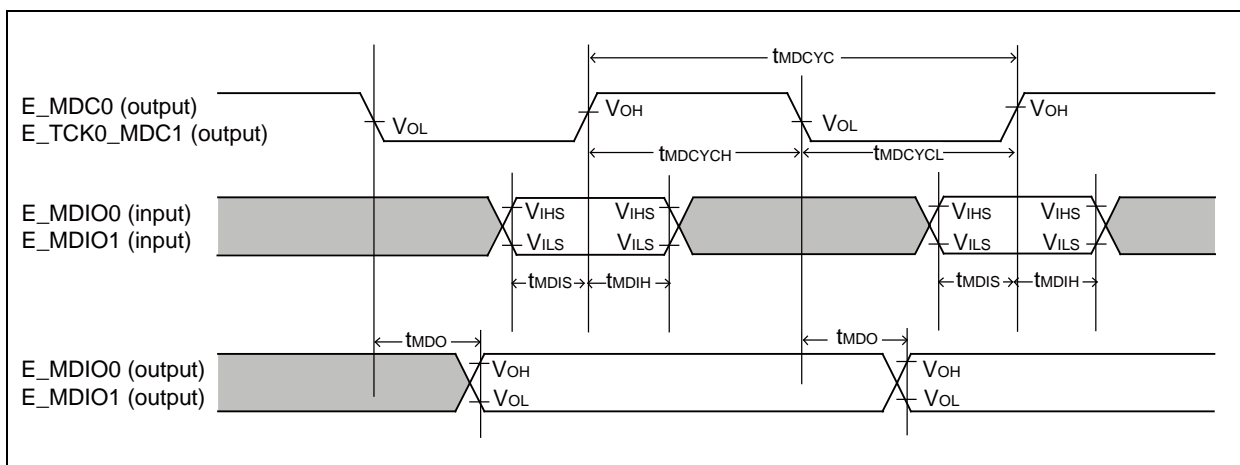 tMDCYC
E_MDC0 (output)
E_TCK0_MDC1 (output)
VOL VOH VOL VOH
tMDCYCH tMDCYCL
E_MDIO0 (input)
E_MDIO1 (input)
VIHS VIHS VIHS VIHS
VILS VILS VILS VILS
tMDIS tMDIH tMDIS tMDIH
tMDO tMDO
E_MDIO0 (output)
E_MDIO1 (output)
VOH VOH
VOL VOL